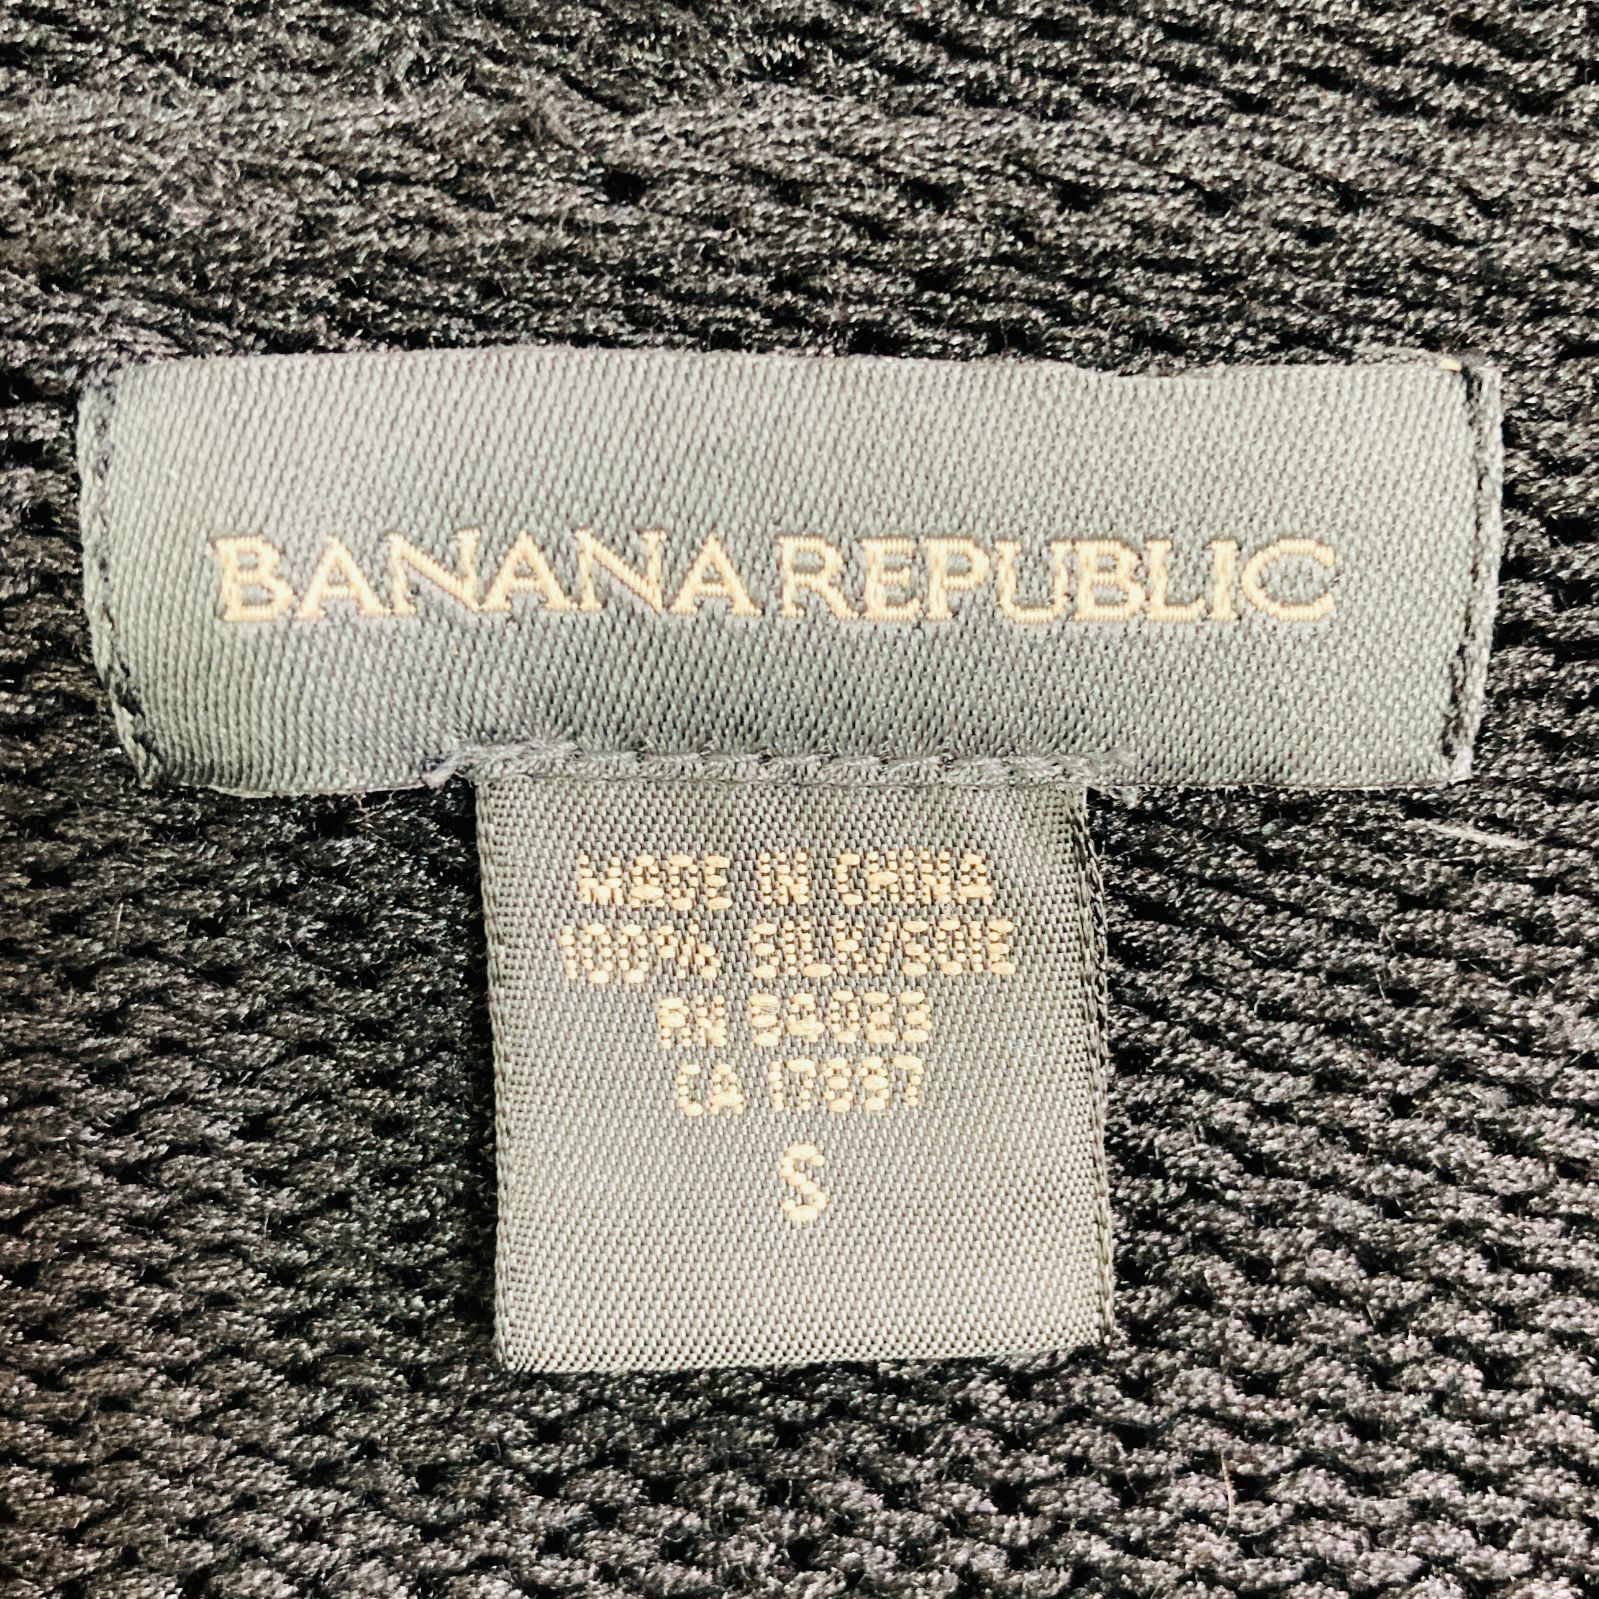 BANANA REPUBLIC
MADE IN CHINA
100% SILK/SOIE
RN 54023
CA 17897
S